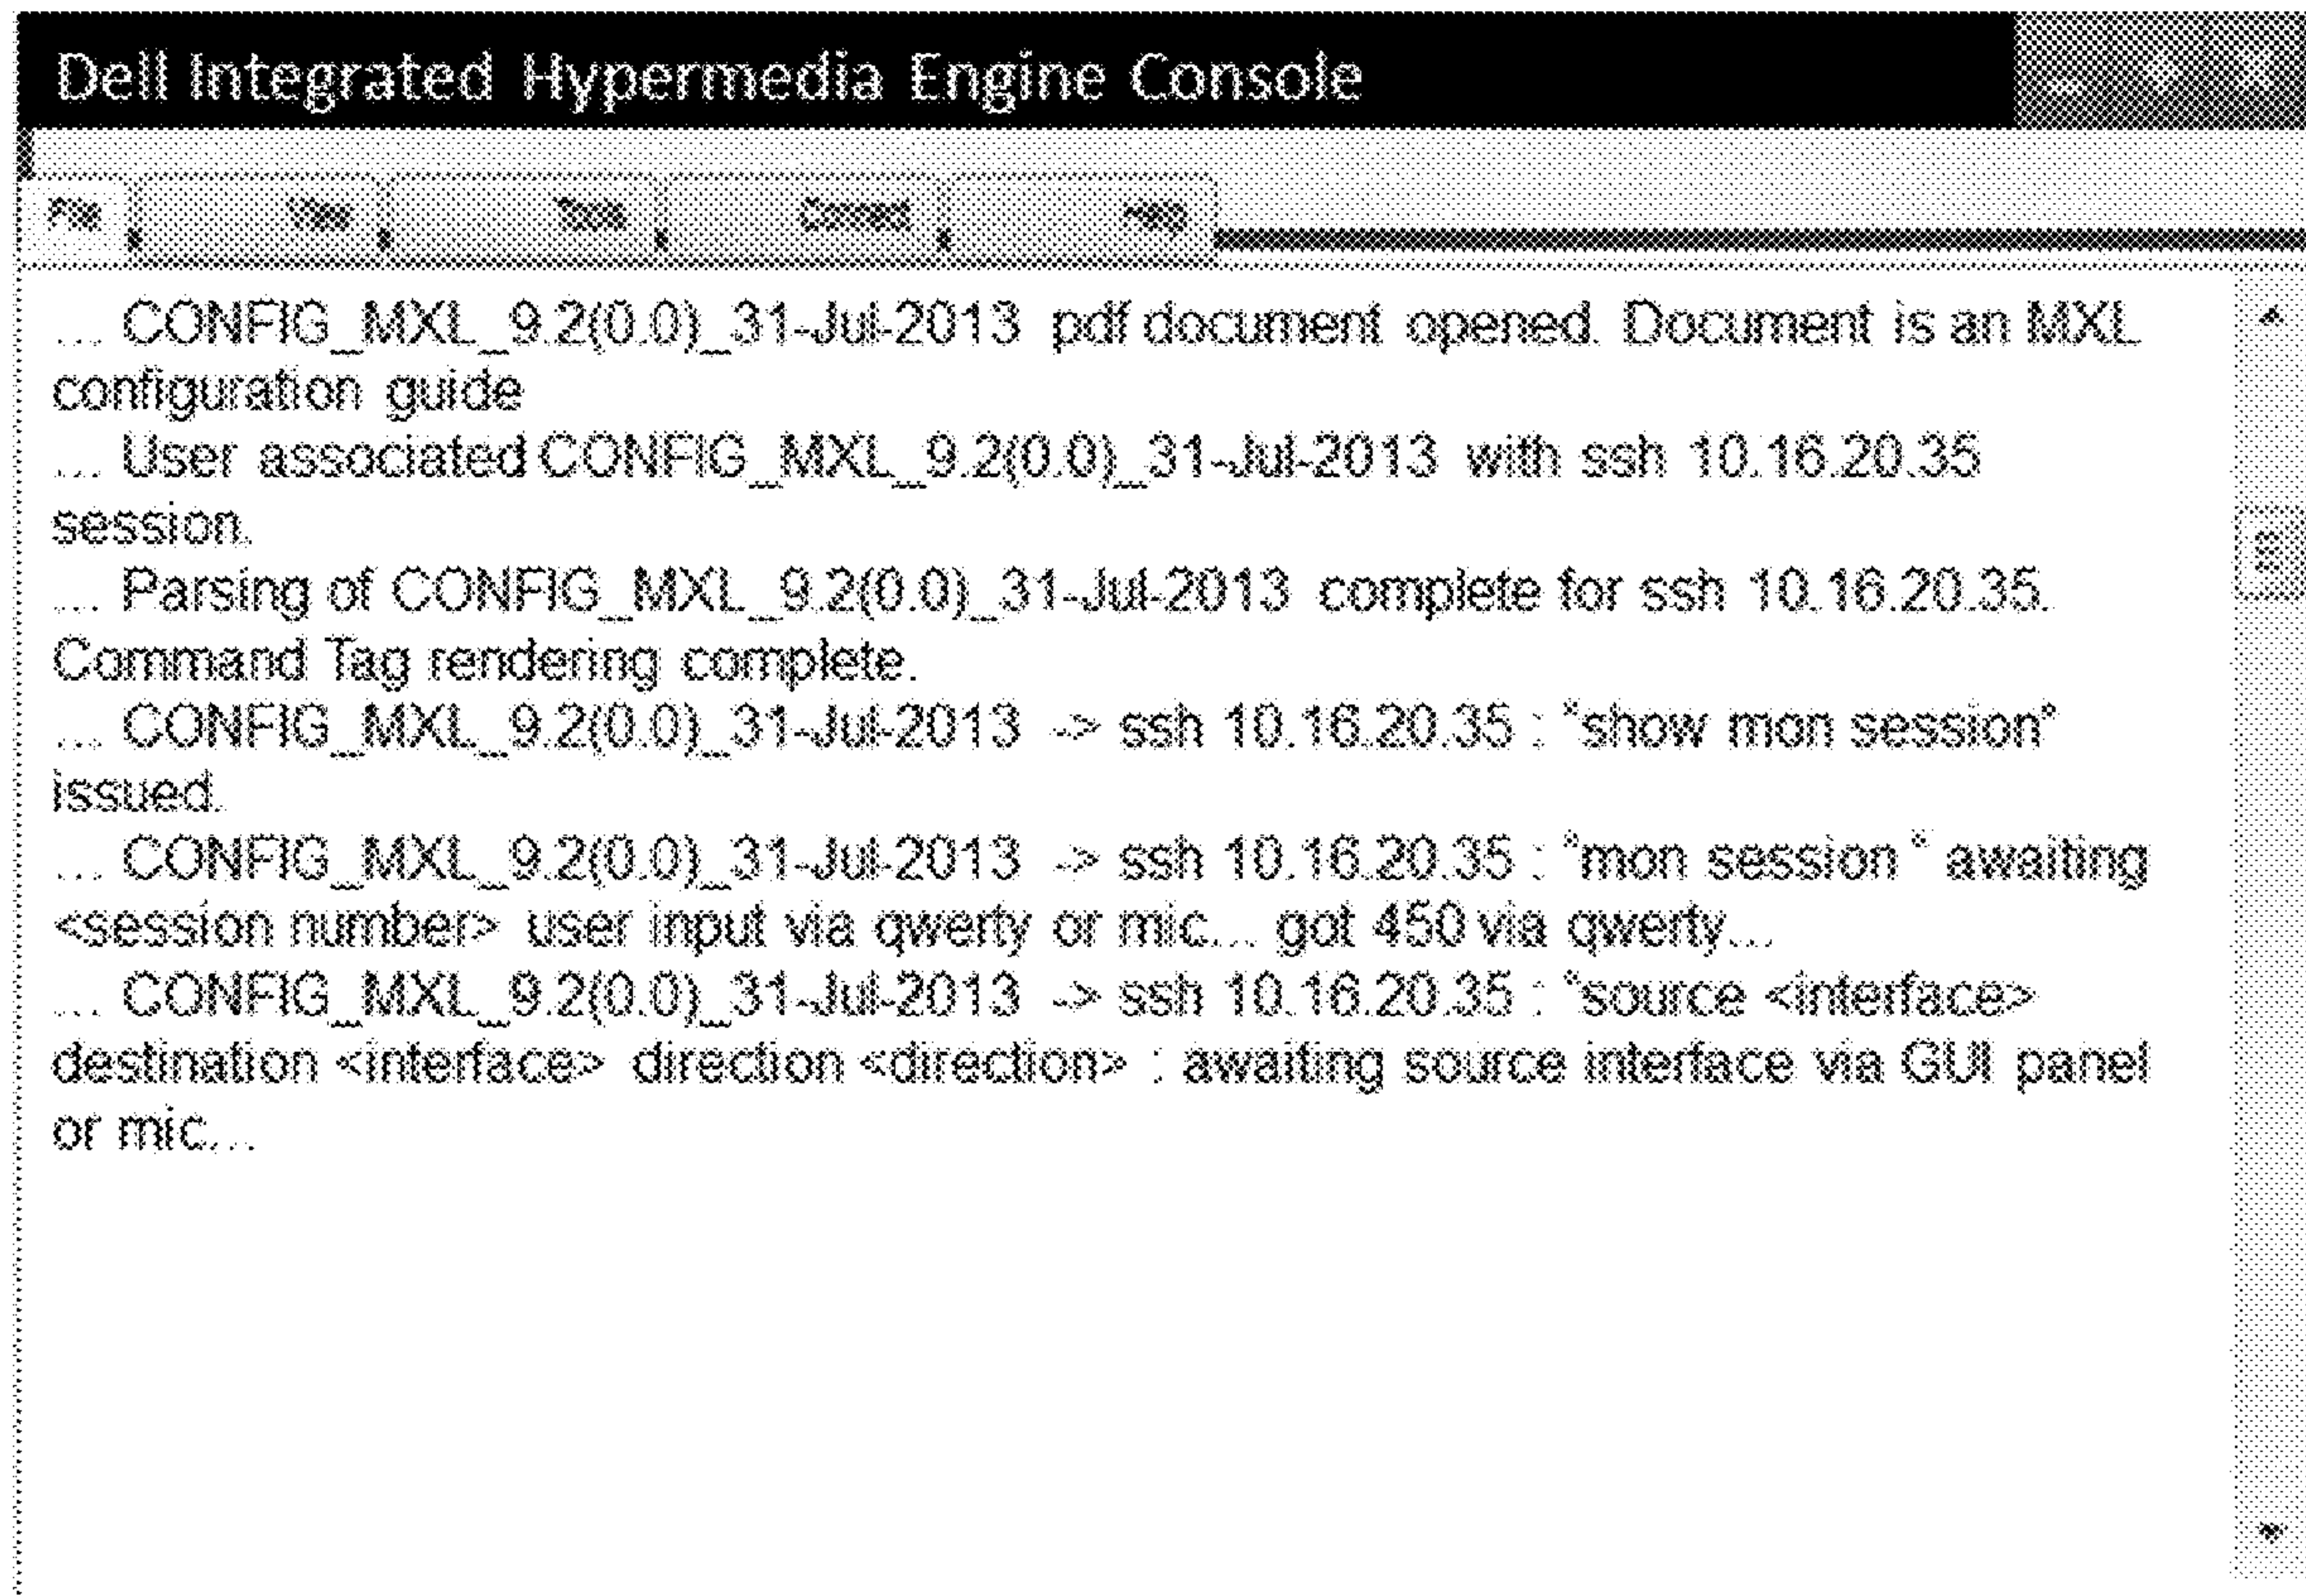 Dell Integrated Hypermedia Engine Console
File View Tools Connect Help
... CONFIG_MXL_9.2(0.0)_31-Jul-2013 pdf document opened. Document is an MXL
configuration guide
... User associated CONFIG_MXL_9.2(0.0)_31-Jul-2013 with ssh 10.16.20.35
session.
... Parsing of CONFIG_MXL_9.2(0.0)_31-Jul-2013 complete for ssh 10.16.20.35.
Command Tag rendering complete.
... CONFIG_MXL_9.2(0.0)_31-Jul-2013 -> ssh 10.16.20.35 : "show mon session"
issued.
... CONFIG_MXL_9.2(0.0)_31-Jul-2013 -> ssh 10.16.20.35 : "mon session " awaiting
<session number> user input via qwerty or mic... got 450 via qwerty...
... CONFIG_MXL_9.2(0.0)_31-Jul-2013 -> ssh 10.16.20.35 : "source <interface>
destination <interface> direction <direction> : awaiting source interface via GUI panel
or mic...